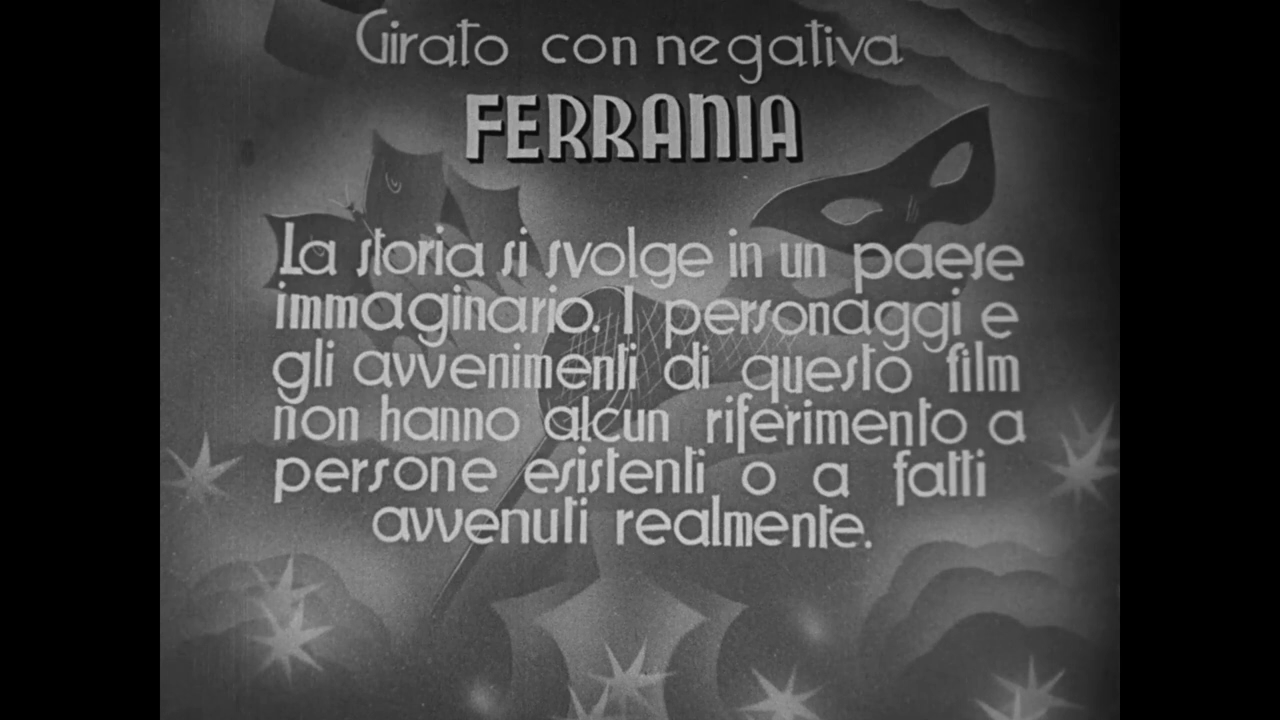 Girato con negativa
FERRANIA
La storia si svolge in un paese
immaginario. I personaggi e
gli avvenimenti di questo film
non hanno alcun riferimento a
persone esistenti o a fatti
avvenuti realmente.